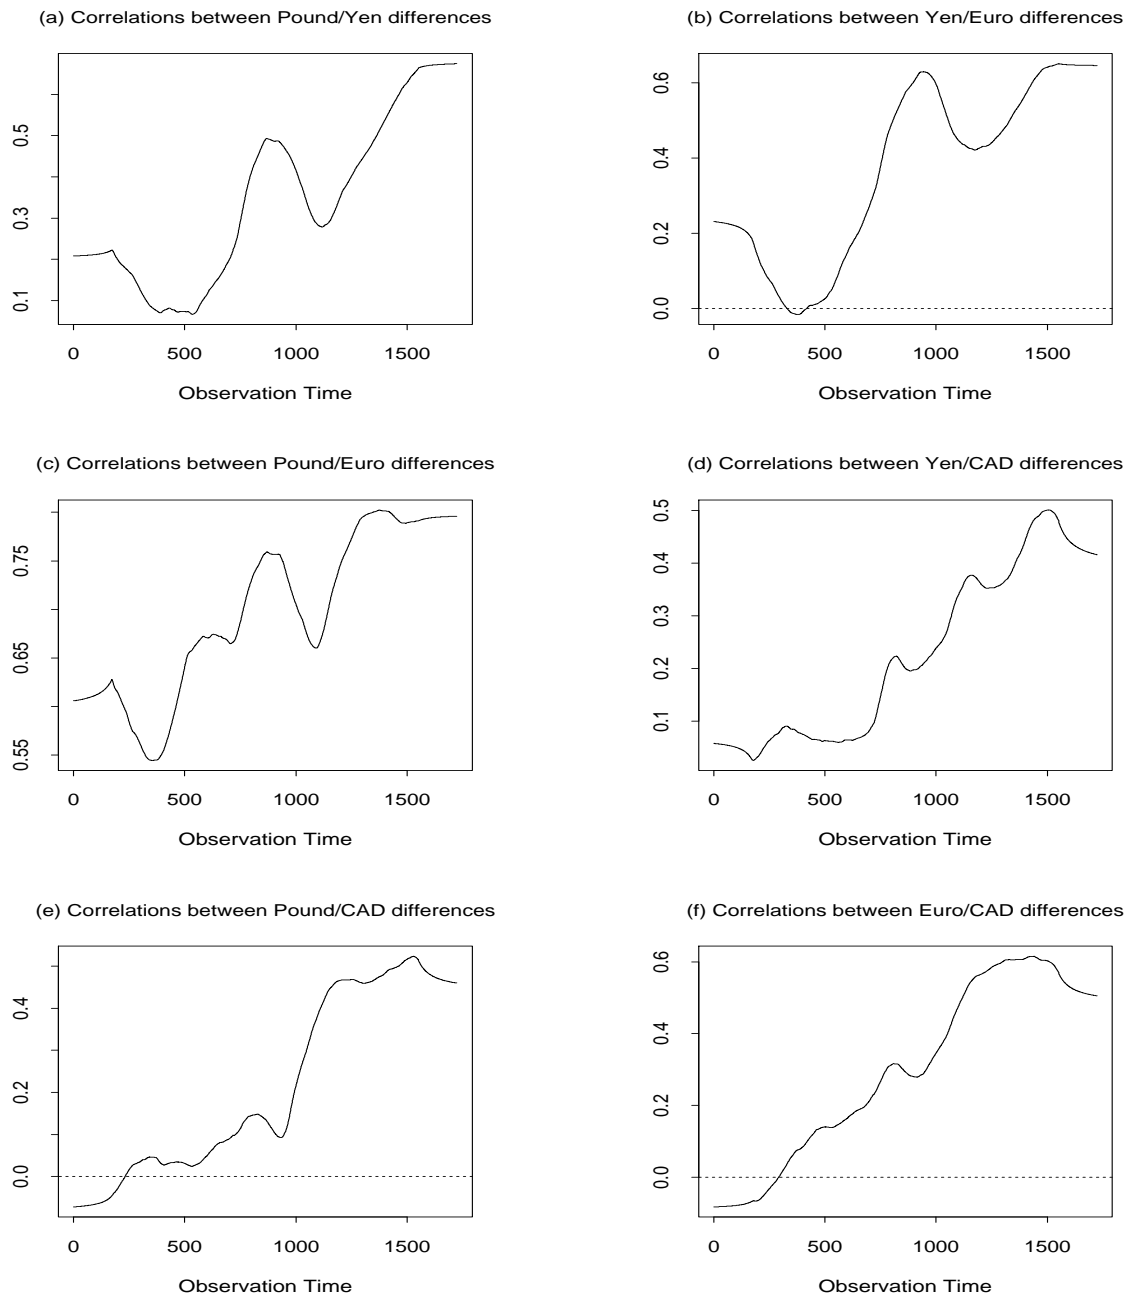 (a) Correlations between Pound/Yen differences
0.1 0.3 0.5
0 500 1000 1500
Observation Time
(b) Correlations between Yen/Euro differences
0.0 0.2 0.4 0.6
0 500 1000 1500
Observation Time
(c) Correlations between Pound/Euro differences
0.55 0.65 0.75
0 500 1000 1500
Observation Time
(d) Correlations between Yen/CAD differences
0.1 0.2 0.3 0.4 0.5
0 500 1000 1500
Observation Time
(e) Correlations between Pound/CAD differences
0.0 0.2 0.4
0 500 1000 1500
Observation Time
(f) Correlations between Euro/CAD differences
0.0 0.2 0.4 0.6
0 500 1000 1500
Observation Time